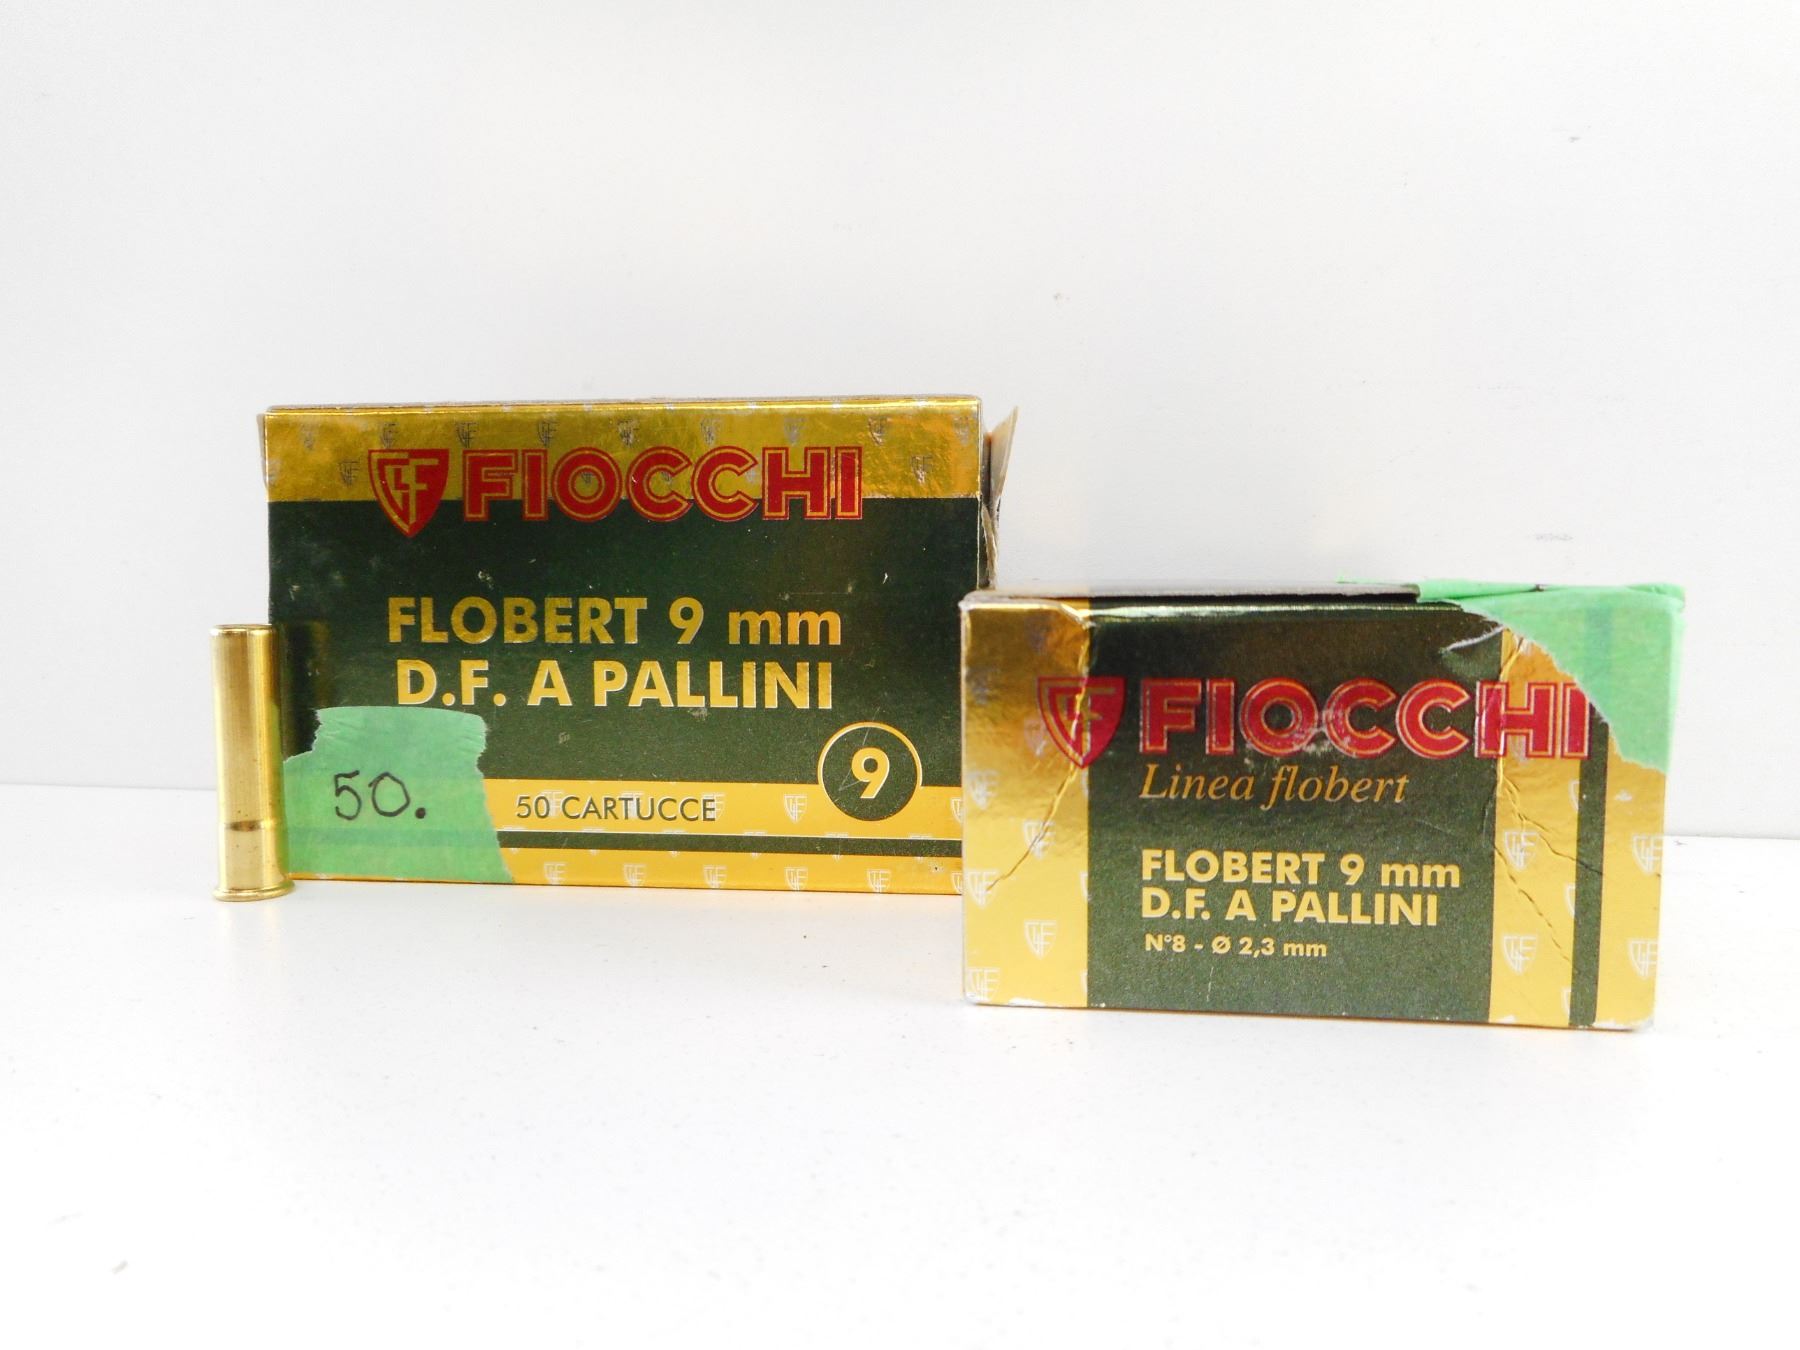 FIOCCHI
FLOBERT 9 mm
D.F. A PALLINI
9
50.
50 CARTUCCE
FIOCCHI
Linea flobert
FLOBERT 9 mm
D.F. A PALLINI
N°8 - Ø 2,3 mm